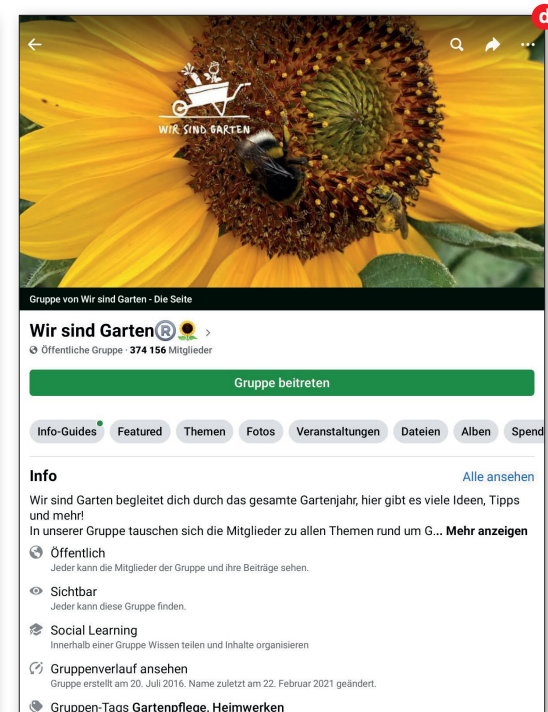 d
WIR SIND GARTEN
Gruppe von Wir sind Garten - Die Seite
Wir sind Garten®🌻 >
Öffentliche Gruppe · 374 156 Mitglieder
Gruppe beitreten
Info-Guides Featured Themen Fotos Veranstaltungen Dateien Alben Spend
Info Alle ansehen
Wir sind Garten begleitet dich durch das gesamte Gartenjahr, hier gibt es viele Ideen, Tipps
und mehr!
In unserer Gruppe tauschen sich die Mitglieder zu allen Themen rund um G... Mehr anzeigen
Öffentlich
Jeder kann die Mitglieder der Gruppe und ihre Beiträge sehen.
Sichtbar
Jeder kann diese Gruppe finden.
Social Learning
Innerhalb einer Gruppe Wissen teilen und Inhalte organisieren
Gruppenverlauf ansehen
Gruppe erstellt am 20. Juli 2016. Name zuletzt am 22. Februar 2021 geändert.
Gruppen-Tags Gartenpflege, Heimwerken